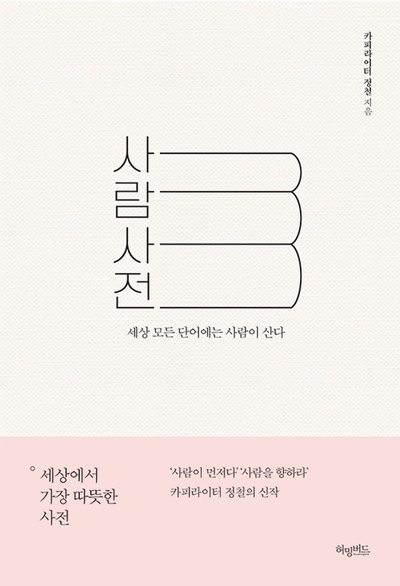 카피라이터 정철 지음
사람사전
세상 모든 단어에는 사람이 산다
세상에서
가장 따뜻한
사전
'사람이 먼저다' '사람을 향하라'
카피라이터 정철의 신작
허밍버드